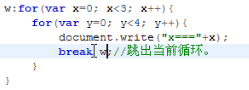 w:for(var x=0; x<3; x++){
for(var y=0; y<4; y++){
document.write("x==="+x);
break w;//跳出当前循环。
}
}